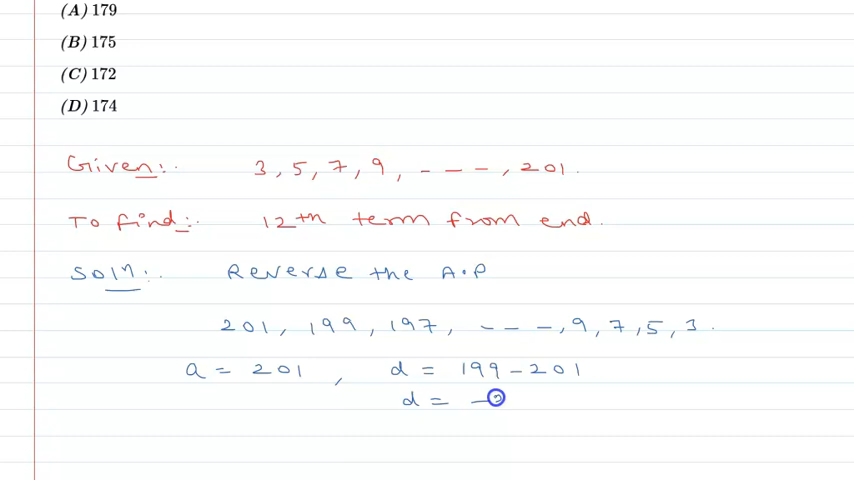 (A) 179
(B) 175
(C) 172
(D) 174
Given:. 3, 5, 7, 9, - - - , 201.
To find:. 12th term from end.
Soln:. Reverse the A.P
201, 199, 197, - - - , 9, 7, 5, 3.
a = 201 , d = 199 - 201
d = -2